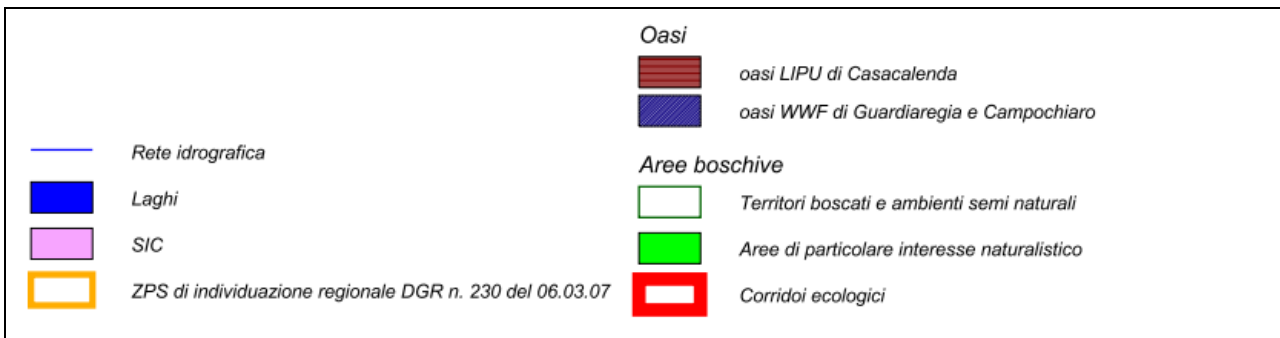 Rete idrografica
Laghi
SIC
ZPS di individuazione regionale DGR n. 230 del 06.03.07
Oasi
oasi LIPU di Casacalenda
oasi WWF di Guardiaregia e Campochiaro
Aree boschive
Territori boscati e ambienti semi naturali
Aree di particolare interesse naturalistico
Corridoi ecologici